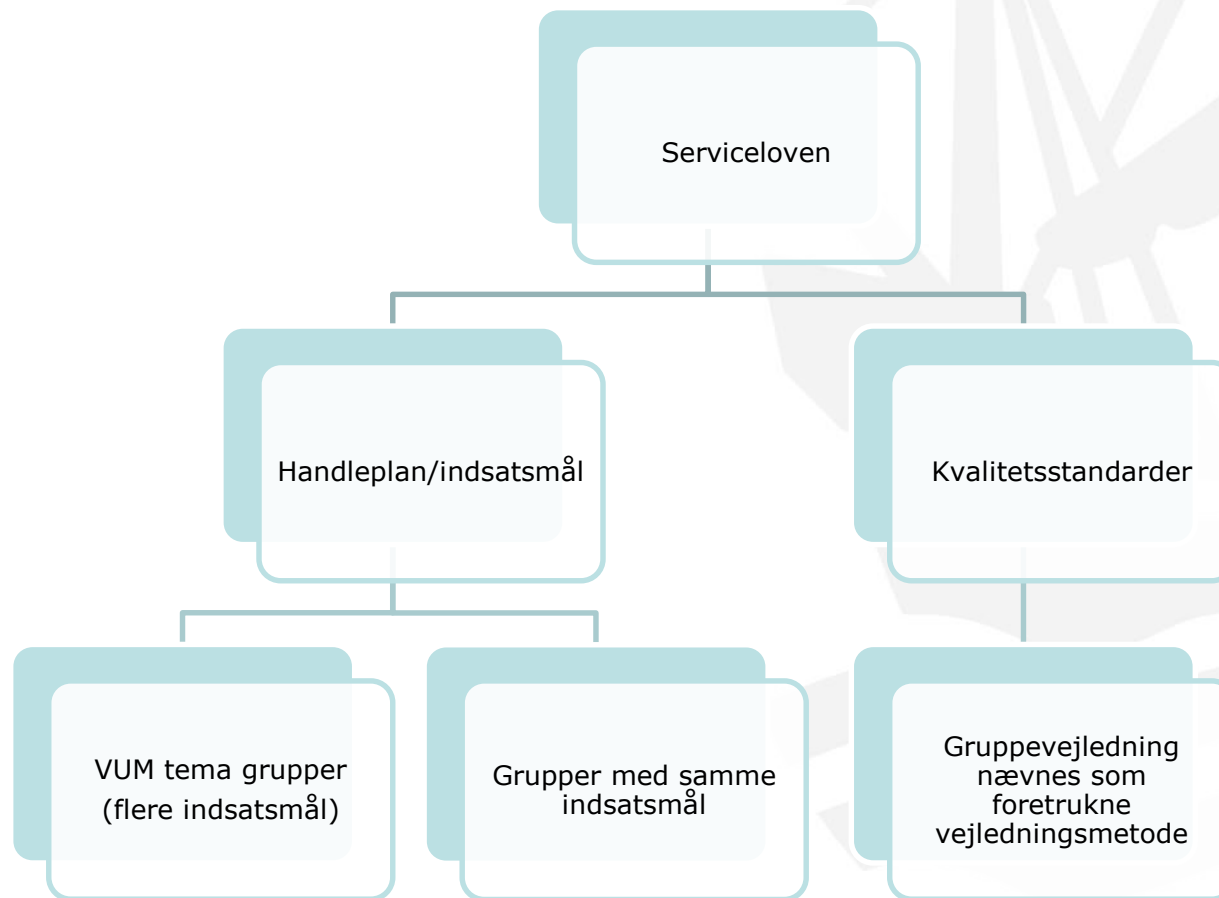 Serviceloven
Handleplan/indsatsmål
Kvalitetsstandarder
VUM tema grupper
(flere indsatsmål)
Grupper med samme
indsatsmål
Gruppevejledning
nævnes som
foretrukne
vejledningsmetode